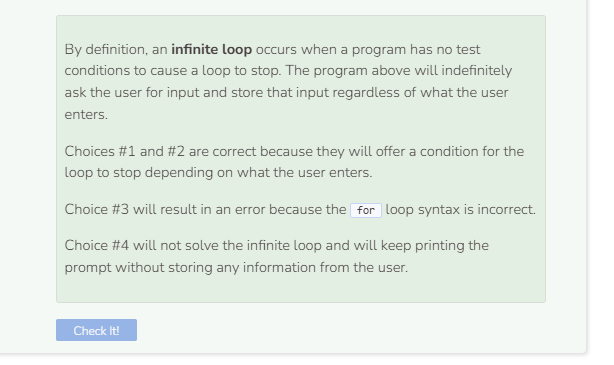 By definition, an infinite loop occurs when a program has no test
conditions to cause a loop to stop. The program above will indefinitely
ask the user for input and store that input regardless of what the user
enters.
Choices #1 and #2 are correct because they will offer a condition for the
loop to stop depending on what the user enters.
Choice #3 will result in an error because the for loop syntax is incorrect.
Choice #4 will not solve the infinite loop and will keep printing the
prompt without storing any information from the user.
Check It!